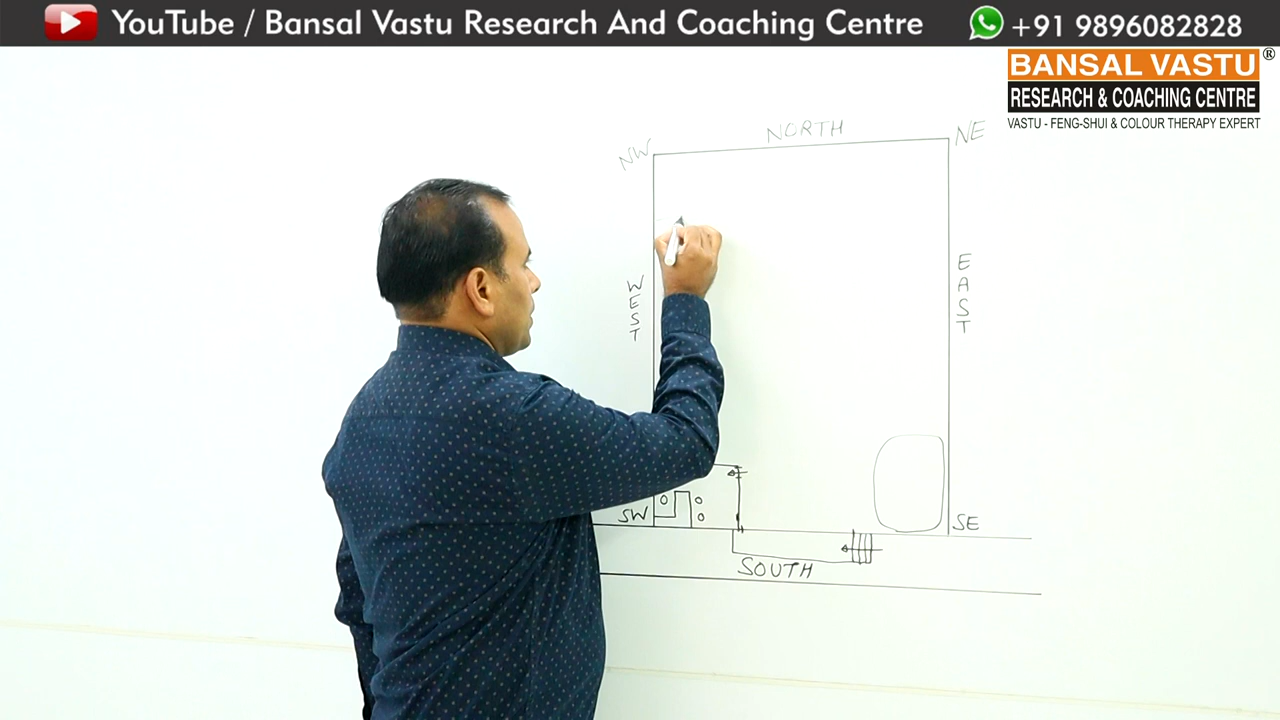 YouTube / Bansal Vastu Research And Coaching Centre +91 9896082828
BANSAL VASTU ®
RESEARCH & COACHING CENTRE
VASTU - FENG-SHUI & COLOUR THERAPY EXPERT
NW NORTH NE
WEST
EAST
SW
SE
SOUTH